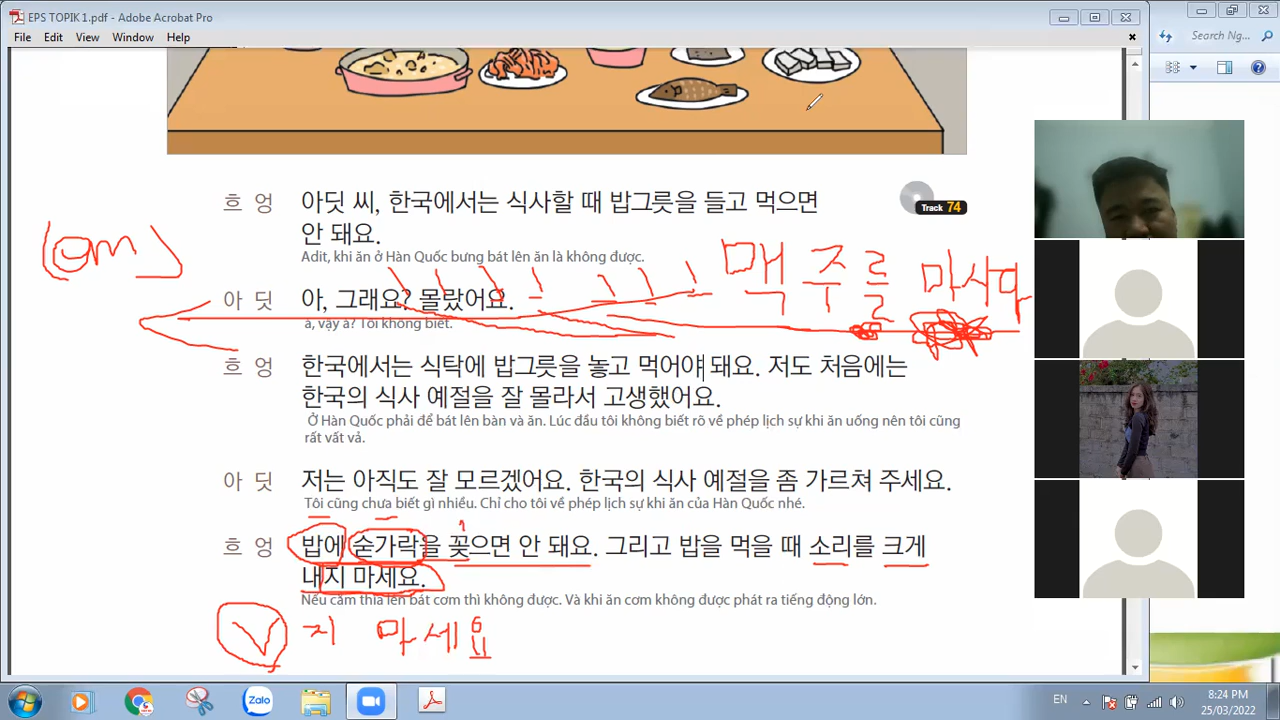 EPS TOPIK 1.pdf - Adobe Acrobat Pro
File Edit View Window Help
Search Ng...
흐 엉 아딧 씨, 한국에서는 식사할 때 밥그릇을 들고 먹으면
안 돼요.
Track 74
Adit, khi ăn ở Hàn Quốc bưng bát lên ăn là không được.
(em)
맥주를 마시다
아 딧 아, 그래요? 몰랐어요.
à, vậy à? Tôi không biết.
흐 엉 한국에서는 식탁에 밥그릇을 놓고 먹어야 돼요. 저도 처음에는
한국의 식사 예절을 잘 몰라서 고생했어요.
Ở Hàn Quốc phải để bát lên bàn và ăn. Lúc đầu tôi không biết rõ về phép lịch sự khi ăn uống nên tôi cũng
rất vất vả.
아 딧 저는 아직도 잘 모르겠어요. 한국의 식사 예절을 좀 가르쳐 주세요.
Tôi cũng chưa biết gì nhiều. Chỉ cho tôi về phép lịch sự khi ăn của Hàn Quốc nhé.
흐 엉 밥에 숟가락을 꽂으면 안 돼요. 그리고 밥을 먹을 때 소리를 크게
내지 마세요.
Nếu cắm thìa lên bát cơm thì không được. Và khi ăn cơm không được phát ra tiếng động lớn.
V 지 마세요
Zalo
EN
8:24 PM
25/03/2022